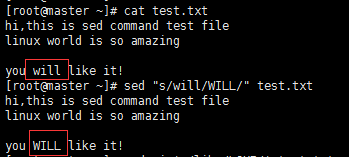 [root@master ~]# cat test.txt
hi,this is sed command test file
linux world is so amazing

you will like it!
[root@master ~]# sed "s/will/WILL/" test.txt
hi,this is sed command test file
linux world is so amazing

you WILL like it!